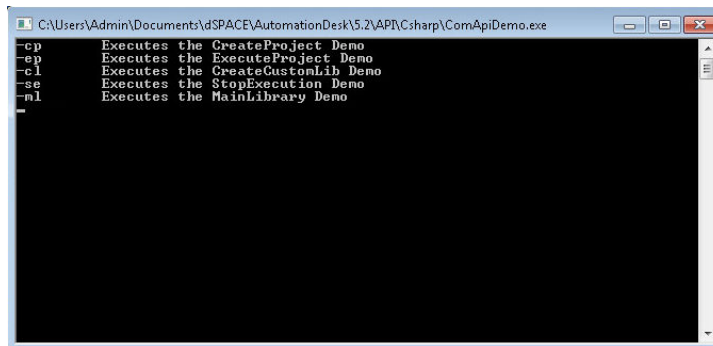 C:\Users\Admin\Documents\dSPACE\AutomationDesk\5.2\API\Csharp\ComApiDemo.exe
-cp Executes the CreateProject Demo
-ep Executes the ExecuteProject Demo
-cl Executes the CreateCustomLib Demo
-se Executes the StopExecution Demo
-ml Executes the MainLibrary Demo